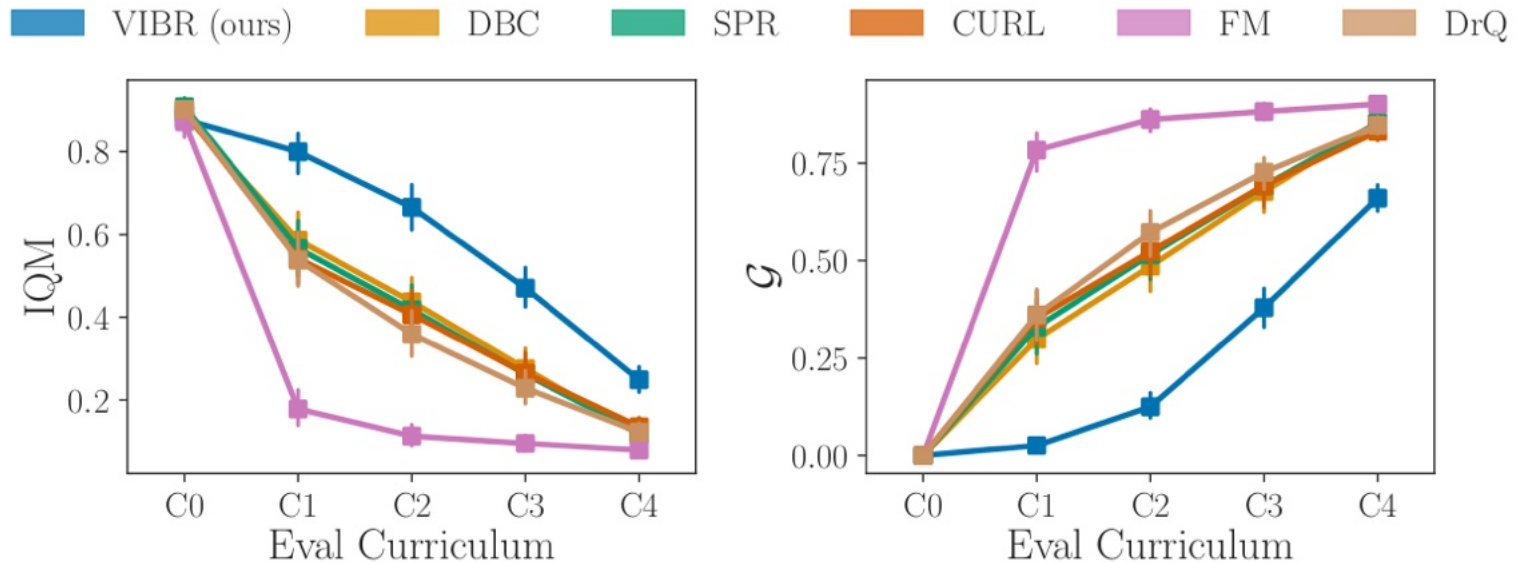 VIBR (ours) DBC SPR CURL FM DrQ
0.8
0.6
0.4
0.2
IQM
C0 C1 C2 C3 C4
Eval Curriculum
0.75
0.50
0.25
0.00
𝒢
C0 C1 C2 C3 C4
Eval Curriculum